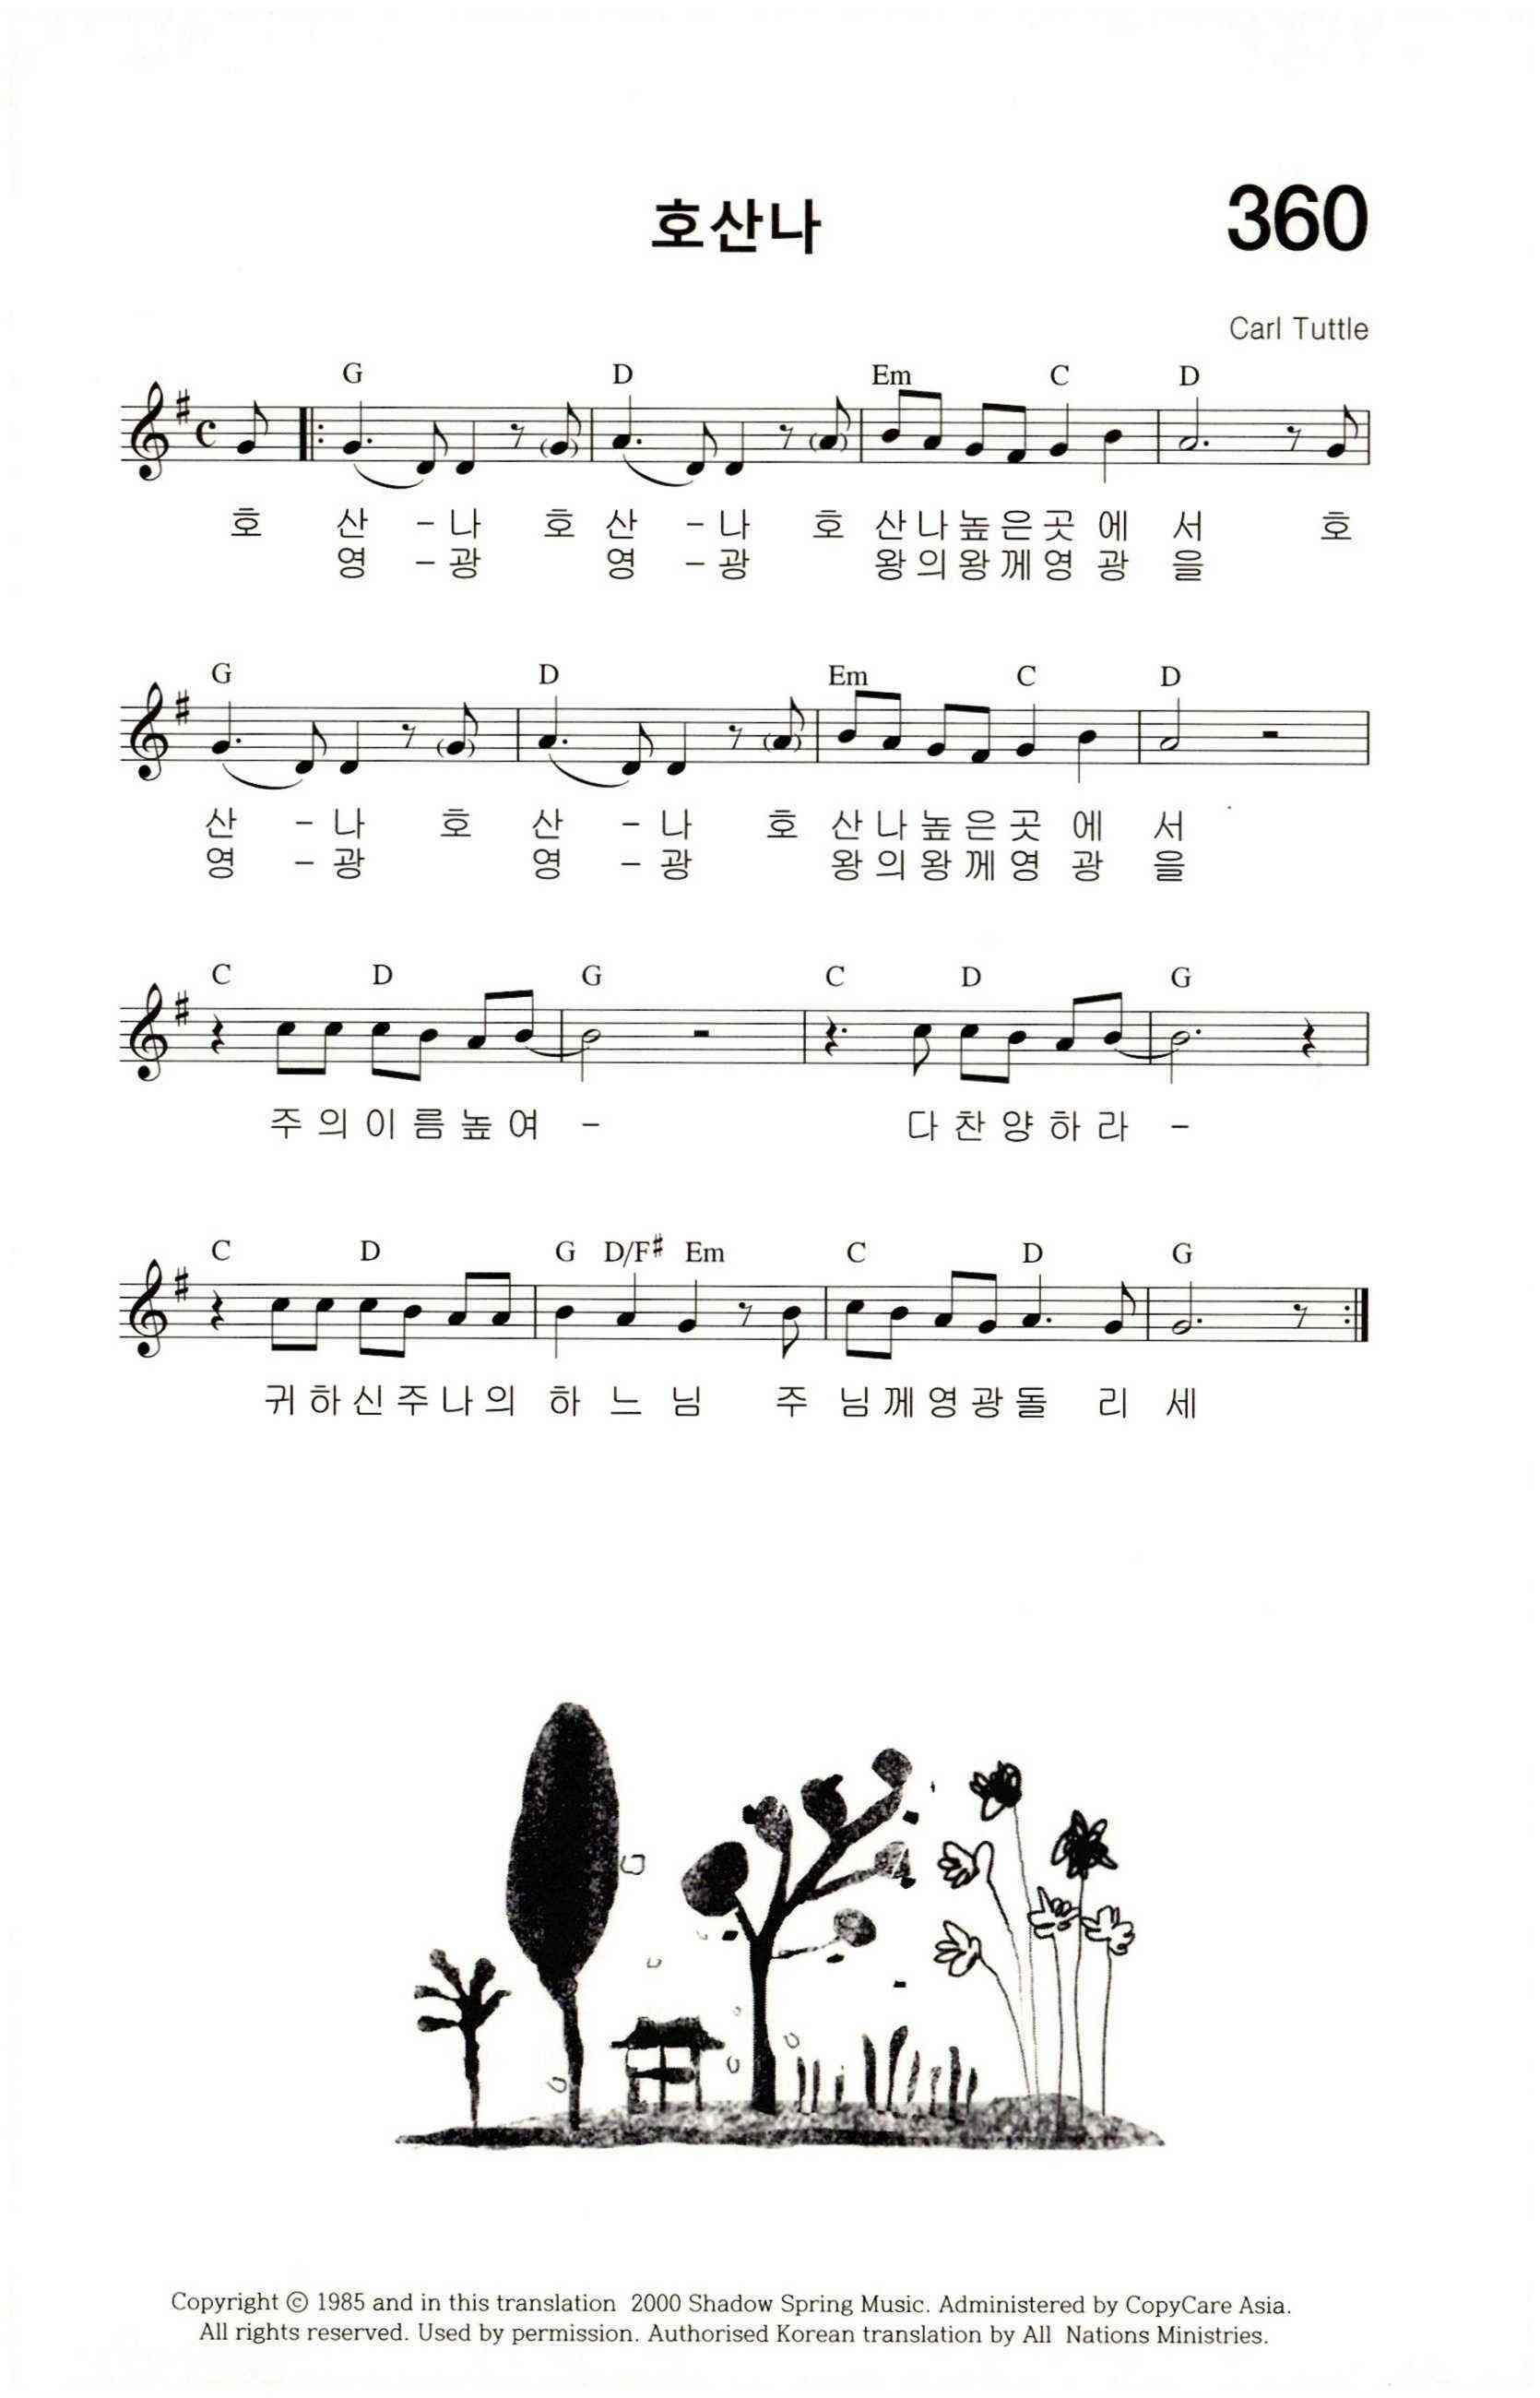 호산나
360
Carl Tuttle
G D Em C D
호 산 - 나 호 산 - 나 호 산 나 높 은 곳 에 서 호
영 - 광 영 - 광 왕 의 왕 께 영 광 을
G D Em C D
산 - 나 호 산 - 나 호 산 나 높 은 곳 에 서
영 - 광 영 - 광 왕 의 왕 께 영 광 을
C D G C D G
주 의 이 름 높 여 - 다 찬 양 하 라 -
C D G D/F# Em C D G
귀 하 신 주 나 의 하 느 님 주 님 께 영 광 돌 리 세
Copyright ⓒ 1985 and in this translation 2000 Shadow Spring Music. Administered by CopyCare Asia.
All rights reserved. Used by permission. Authorised Korean translation by All Nations Ministries.